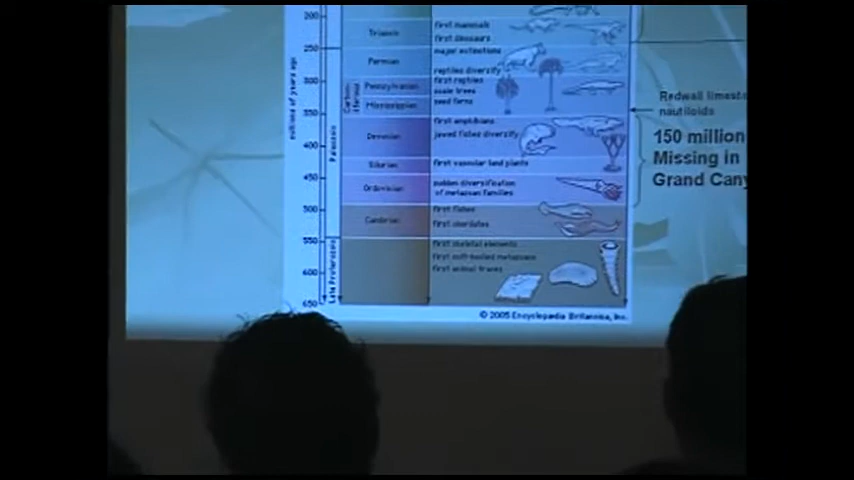 200
Triassic
first mammals
first dinosaurs
250
Permian
major extinctions
reptiles diversify
300
Pennsylvanian
first reptiles
scale trees
Carboniferous
Mississippian
seed ferns
350
millions of years ago
Paleozoic
Devonian
first amphibians
jawed fishes diversify
400
Silurian
first vascular land plants
450
Ordovician
sudden diversification
of metazoan families
500
Cambrian
first fishes
first chordates
550
Late Proterozoic
first skeletal elements
first soft-bodied metazoans
first animal traces
600
650
© 2005 Encyclopædia Britannica, Inc.
Redwall limesto
nautiloids
150 million
Missing in
Grand Cany